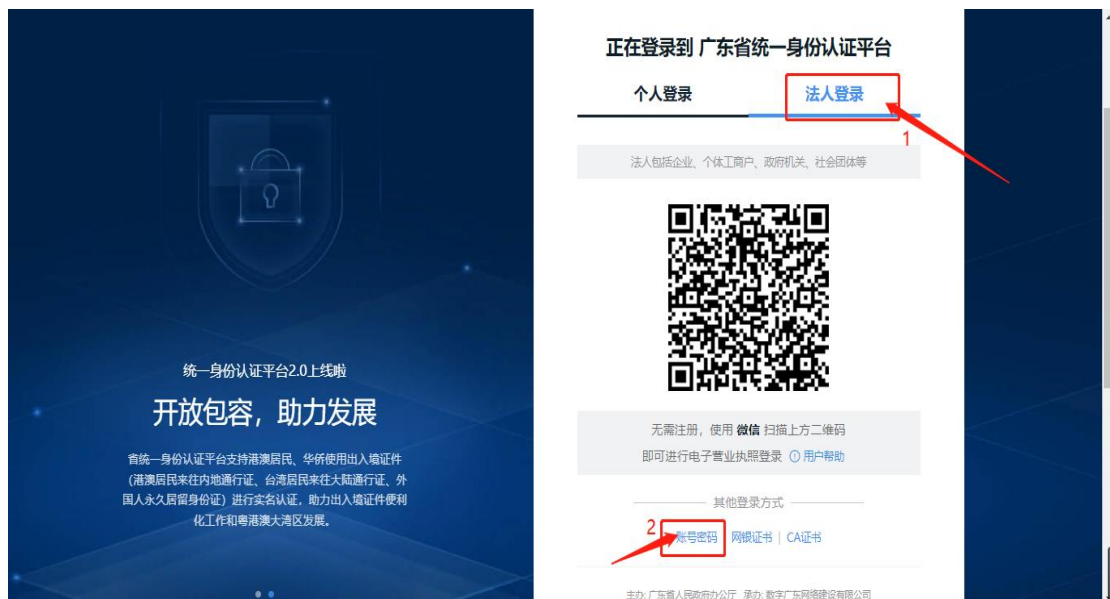 统一身份认证平台2.0上线啦
开放包容，助力发展
省统一身份认证平台支持港澳居民、华侨使用出入境证件
(港澳居民来往内地通行证、台湾居民来往大陆通行证、外
国人永久居留身份证) 进行实名认证，助力出入境证件便利
化工作和粤港澳大湾区发展。
正在登录到 广东省统一身份认证平台
个人登录 法人登录
1
法人包括企业、个体工商户、政府机关、社会团体等
无需注册，使用 微信 扫描上方二维码
即可进行电子营业执照登录 用户帮助
其他登录方式
2
账号密码 网银证书 | CA证书
主办: 广东省人民政府办公厅 承办: 数字广东网络建设有限公司